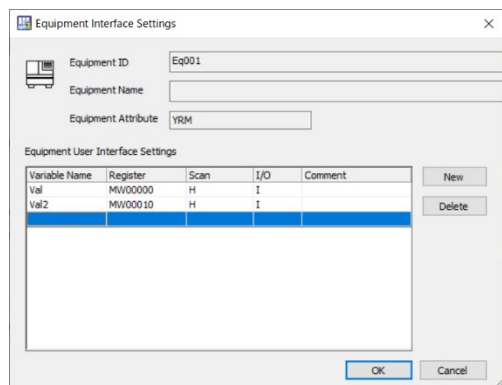 Equipment Interface Settings
Equipment ID Eq001
Equipment Name
Equipment Attribute YRM
Equipment User Interface Settings
Variable Name Register Scan I/O Comment
New
Val MW00000 H I
Val2 MW00010 H I
Delete
OK Cancel